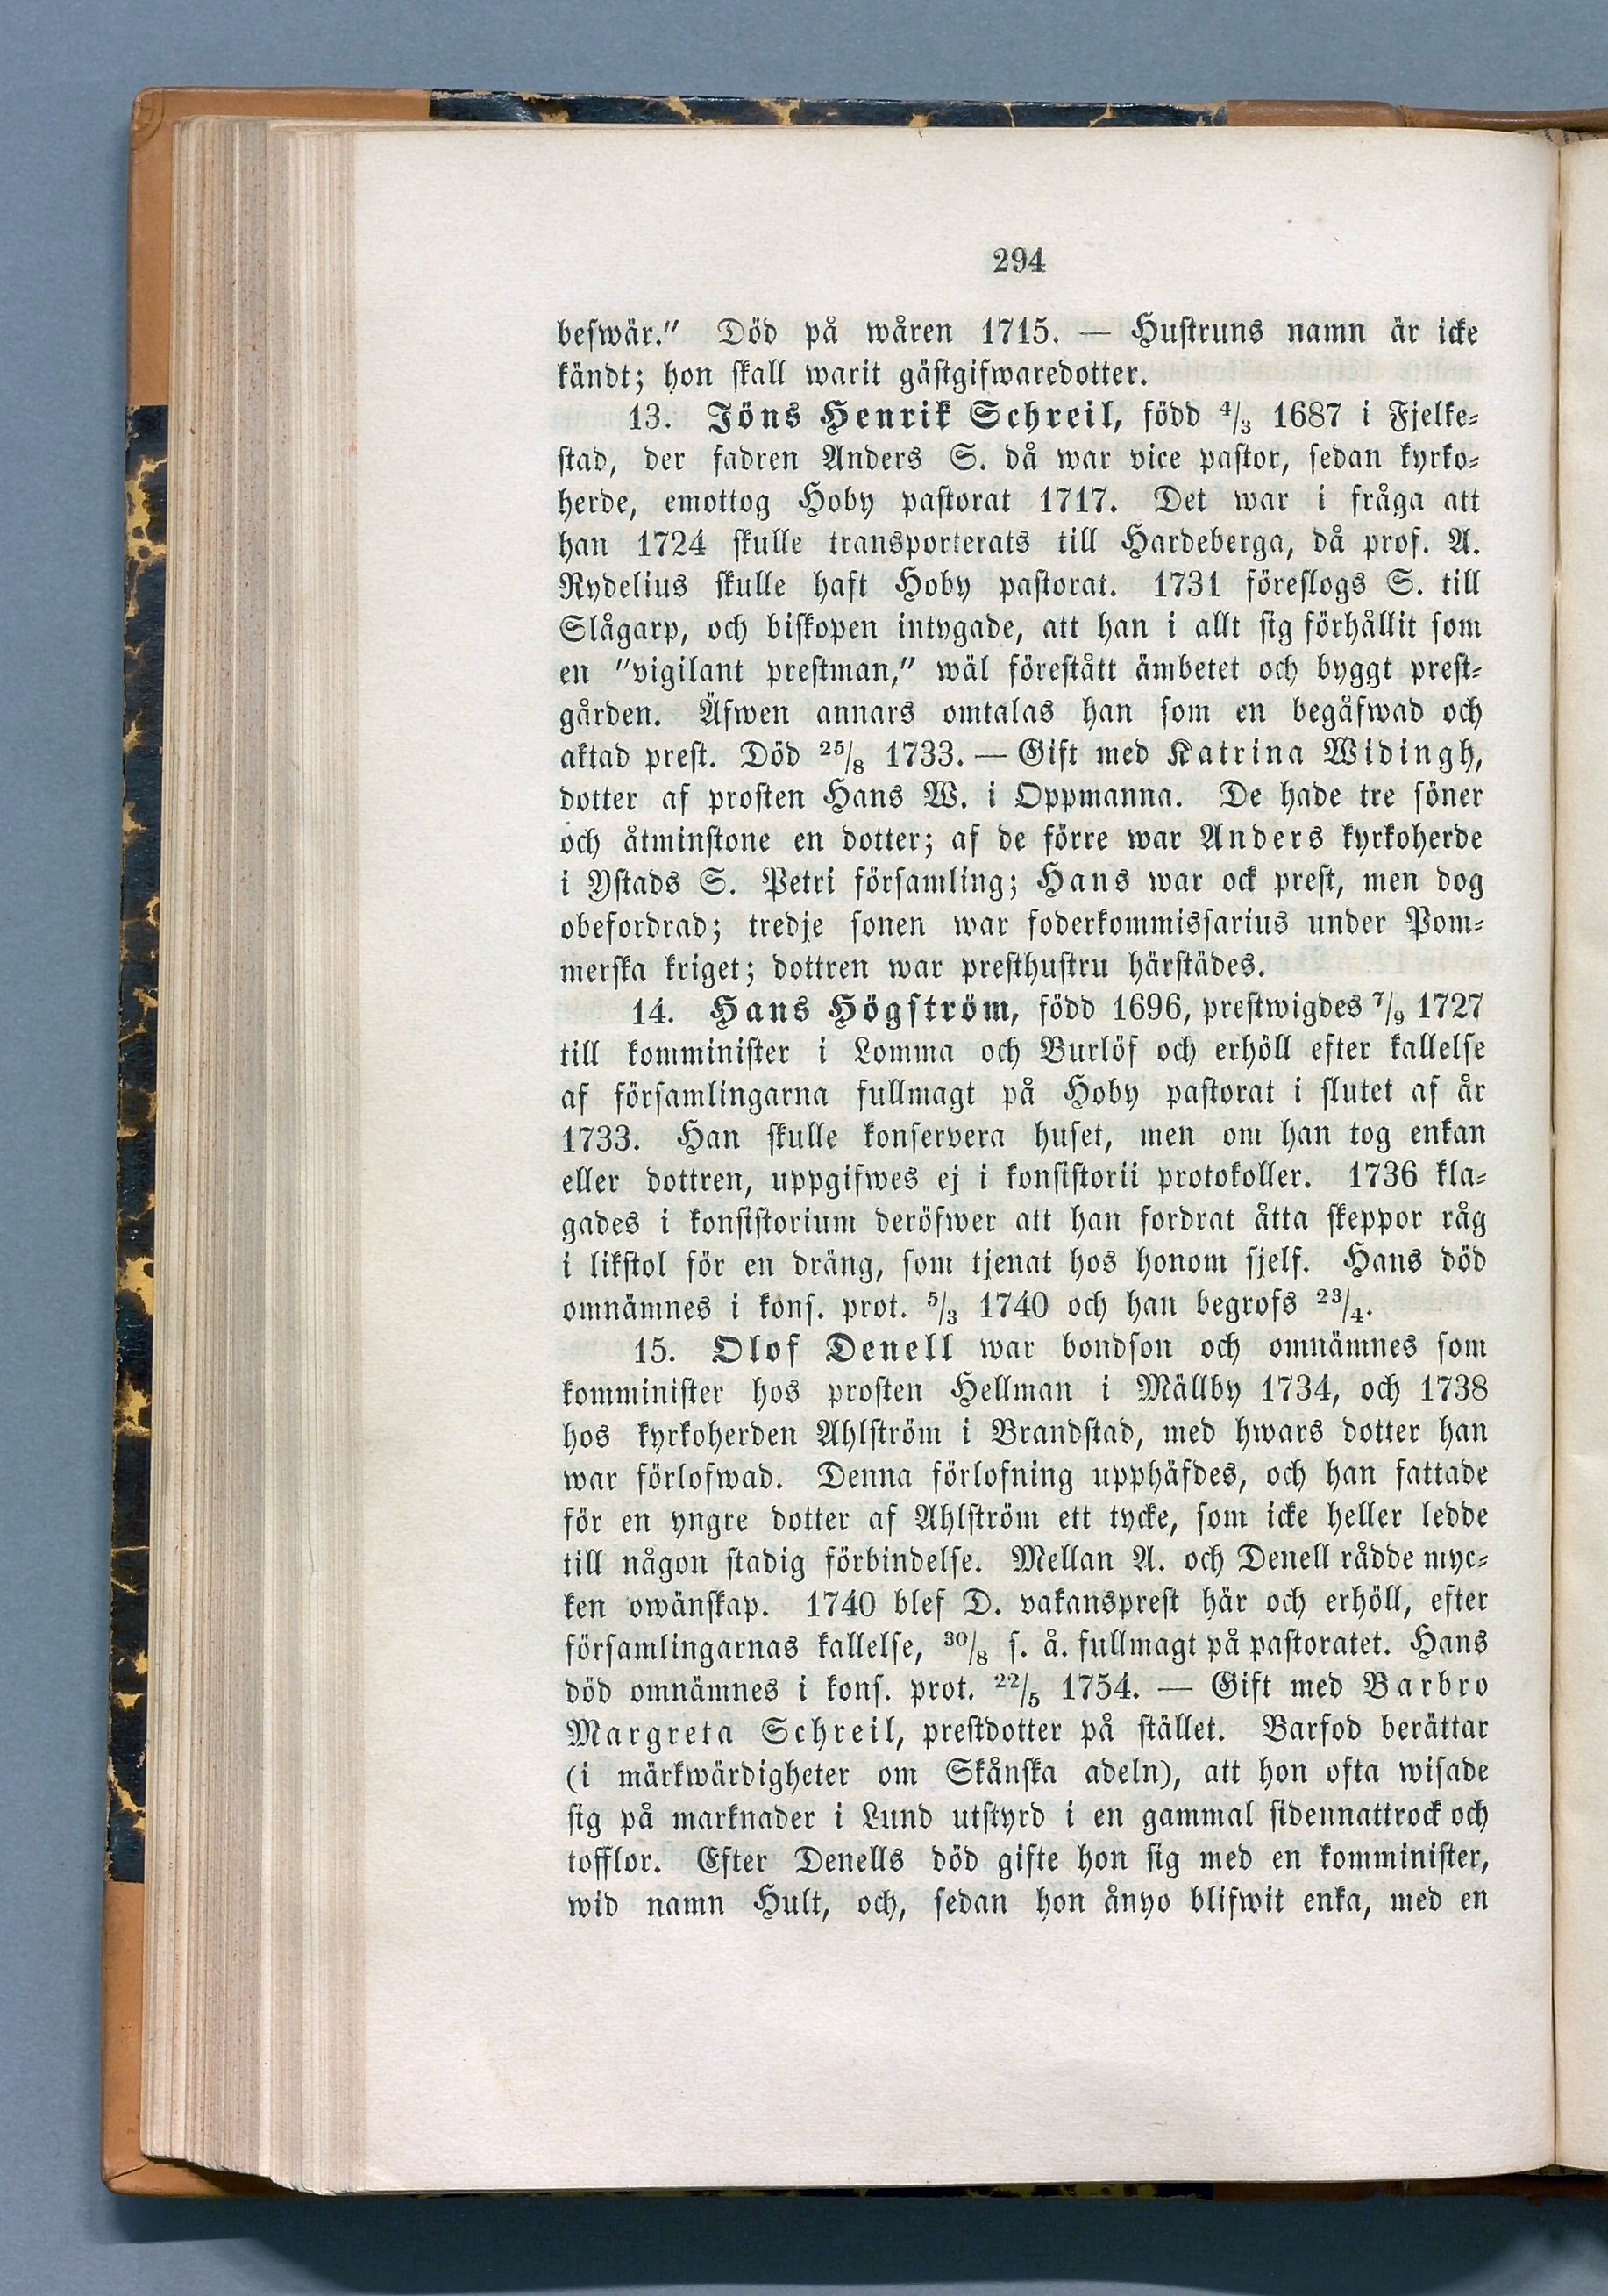 294
beswär." Död på wåren 1715. — Hustruns namn är icke
kändt; hon skall warit gästgifwaredotter.
13. Jöns Henrik Schreil, född 4/3 1687 i Fjelke-
stad, der fadren Anders S. då war vice pastor, sedan kyrko-
herde, emottog Hoby pastorat 1717. Det war i fråga att
han 1724 skulle transporterats till Hardeberga, då prof. A.
Rydelius skulle haft Hoby pastorat. 1731 föreslogs S. till
Slågarp, och biskopen intygade, att han i allt sig förhållit som
en "vigilant prestman," wäl förestått ämbetet och byggt prest-
gården. Äfwen annars omtalas han som en begåfwad och
aktad prest. Död 25/8 1733. — Gift med Katrina Widingh,
dotter af prosten Hans W. i Oppmanna. De hade tre söner
och åtminstone en dotter; af de förre war Anders kyrkoherde
i Ystads S. Petri församling; Hans war ock prest, men dog
obefordrad; tredje sonen war foderkommissarius under Pom-
merska kriget; dottren war presthustru härstädes.
14. Hans Högström, född 1696, prestwigdes 7/9 1727
till komminister i Lomma och Burlöf och erhöll efter kallelse
af församlingarna fullmagt på Hoby pastorat i slutet af år
1733. Han skulle konservera huset, men om han tog enkan
eller dottren, uppgifwes ej i konsistorii protokoller. 1736 kla-
gades i konsistorium deröfwer att han fordrat åtta skeppor råg
i likstol för en dräng, som tjenat hos honom sjelf. Hans död
omnämnes i kons. prot. 5/3 1740 och han begrofs 23/4.
15. Olof Denell war bondson och omnämnes som
komminister hos prosten Hellman i Mällby 1734, och 1738
hos kyrkoherden Ahlström i Brandstad, med hwars dotter han
war förlofwad. Denna förlofning upphäfdes, och han fattade
för en yngre dotter af Ahlström ett tycke, som icke heller ledde
till någon stadig förbindelse. Mellan A. och Denell rådde myc-
ken owänskap. 1740 blef D. vakansprest här och erhöll, efter
församlingarnas kallelse, 30/8 s. å. fullmagt på pastoratet. Hans
död omnämnes i kons. prot. 22/5 1754. — Gift med Barbro
Margreta Schreil, prestdotter på stället. Barfod berättar
(i märkwärdigheter om Skånska adeln), att hon ofta wisade
sig på marknader i Lund utstyrd i en gammal sidennattrock och
tofflor. Efter Denells död gifte hon sig med en komminister,
wid namn Hult, och, sedan hon ånyo blifwit enka, med en